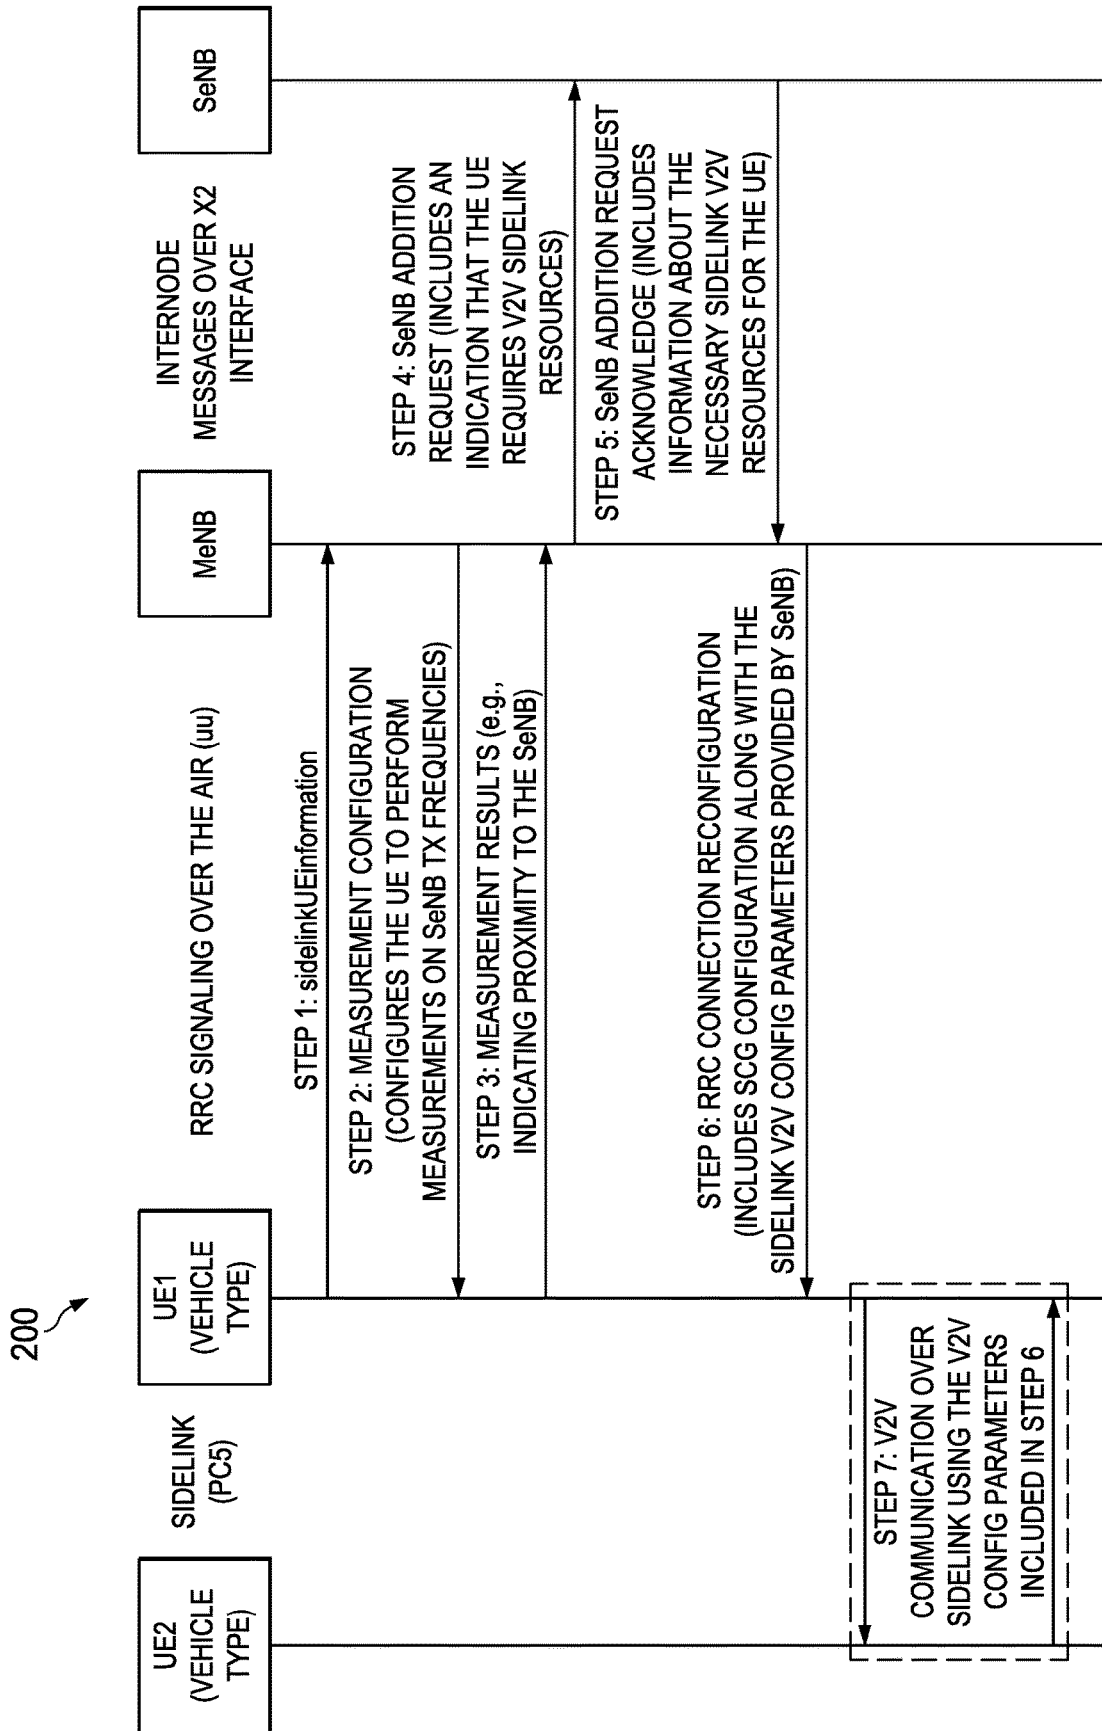 200
UE2
(VEHICLE
TYPE)
SIDELINK
(PC5)
UE1
(VEHICLE
TYPE)
RRC SIGNALING OVER THE AIR (uu)
MeNB
INTERNODE
MESSAGES OVER X2
INTERFACE
SeNB
STEP 1: sidelinkUEinformation
STEP 2: MEASUREMENT CONFIGURATION
(CONFIGURES THE UE TO PERFORM
MEASUREMENTS ON SeNB TX FREQUENCIES)
STEP 3: MEASUREMENT RESULTS (e.g.,
INDICATING PROXIMITY TO THE SeNB)
STEP 4: SeNB ADDITION
REQUEST (INCLUDES AN
INDICATION THAT THE UE
REQUIRES V2V SIDELINK
RESOURCES)
STEP 5: SeNB ADDITION REQUEST
ACKNOWLEDGE (INCLUDES
INFORMATION ABOUT THE
NECESSARY SIDELINK V2V
RESOURCES FOR THE UE)
STEP 6: RRC CONNECTION RECONFIGURATION
(INCLUDES SCG CONFIGURATION ALONG WITH THE
SIDELINK V2V CONFIG PARAMETERS PROVIDED BY SeNB)
STEP 7: V2V
COMMUNICATION OVER
SIDELINK USING THE V2V
CONFIG PARAMETERS
INCLUDED IN STEP 6